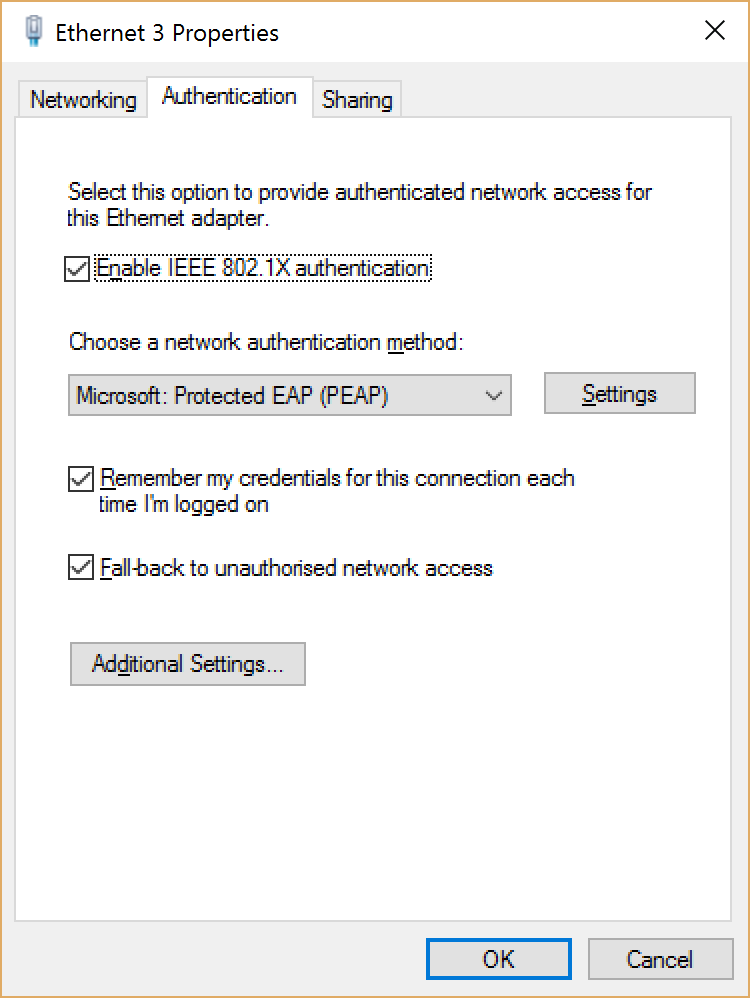 Ethernet 3 Properties
Networking Authentication Sharing
Select this option to provide authenticated network access for
this Ethernet adapter.
Enable IEEE 802.1X authentication
Choose a network authentication method:
Microsoft: Protected EAP (PEAP) Settings
Remember my credentials for this connection each
time I'm logged on
Fall-back to unauthorised network access
Additional Settings...
OK Cancel